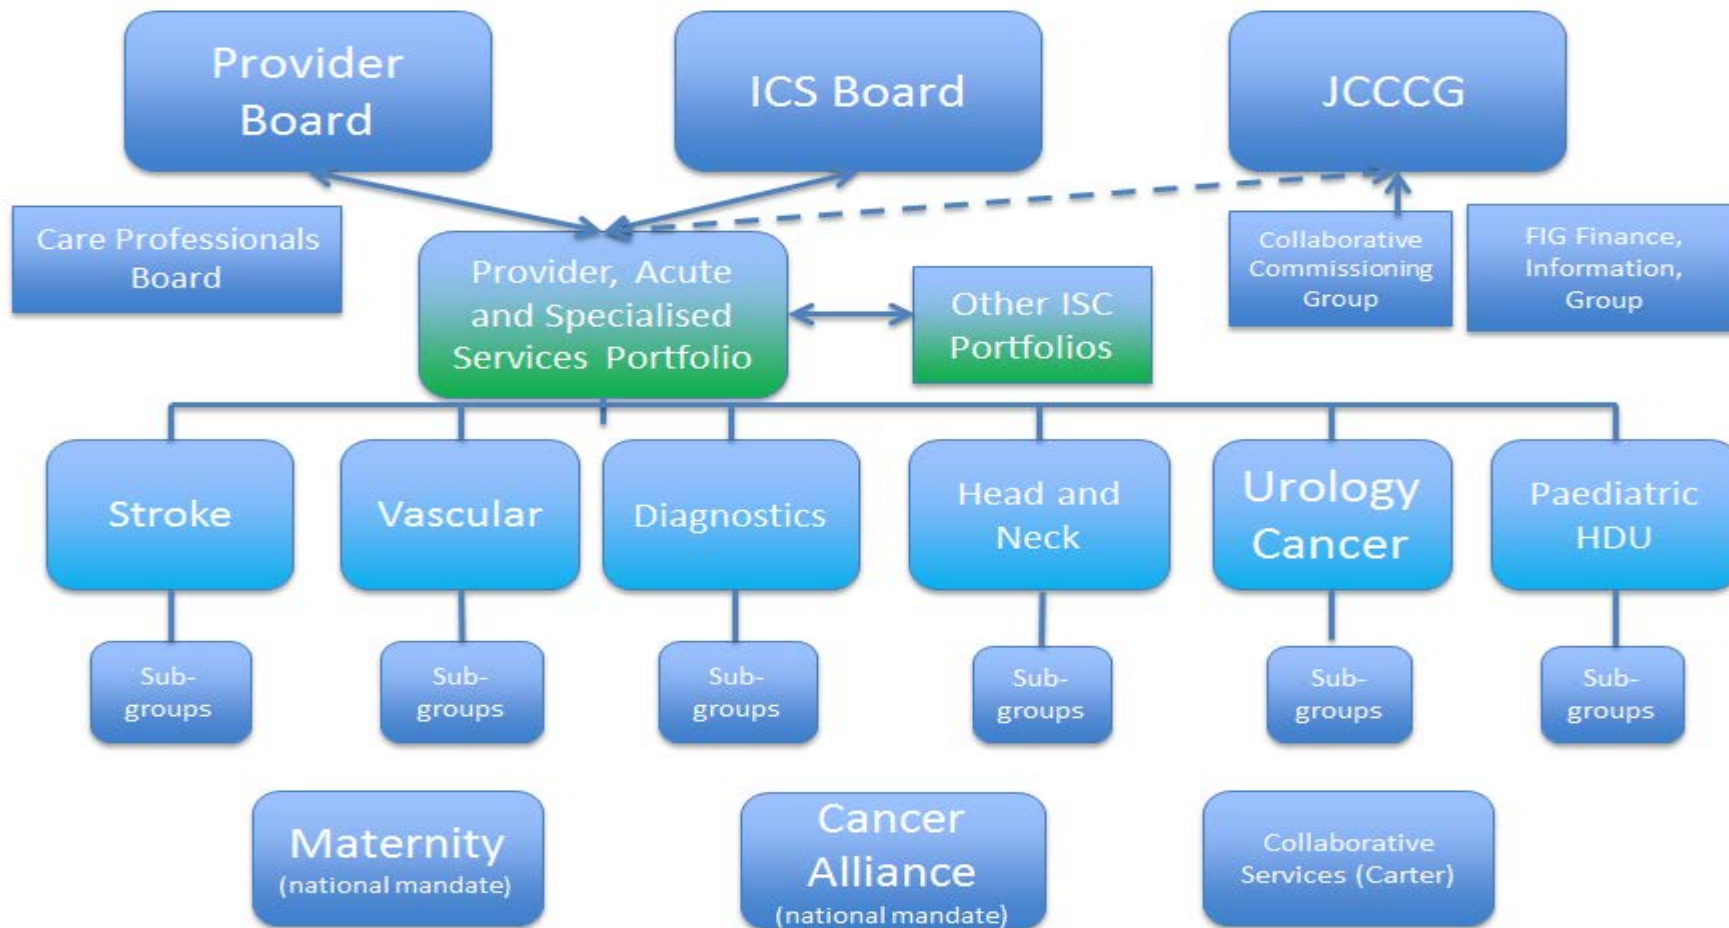 Provider
Board
ICS Board
JCCCG
Care Professionals
Board
Provider, Acute
and Specialised
Services Portfolio
Other ISC
Portfolios
Collaborative
Commissioning
Group
FIG Finance,
Information,
Group
Stroke
Vascular
Diagnostics
Head and
Neck
Urology
Cancer
Paediatric
HDU
Sub-
groups
Sub-
groups
Sub-
groups
Sub-
groups
Sub-
groups
Sub-
groups
Maternity
(national mandate)
Cancer
Alliance
(national mandate)
Collaborative
Services (Carter)